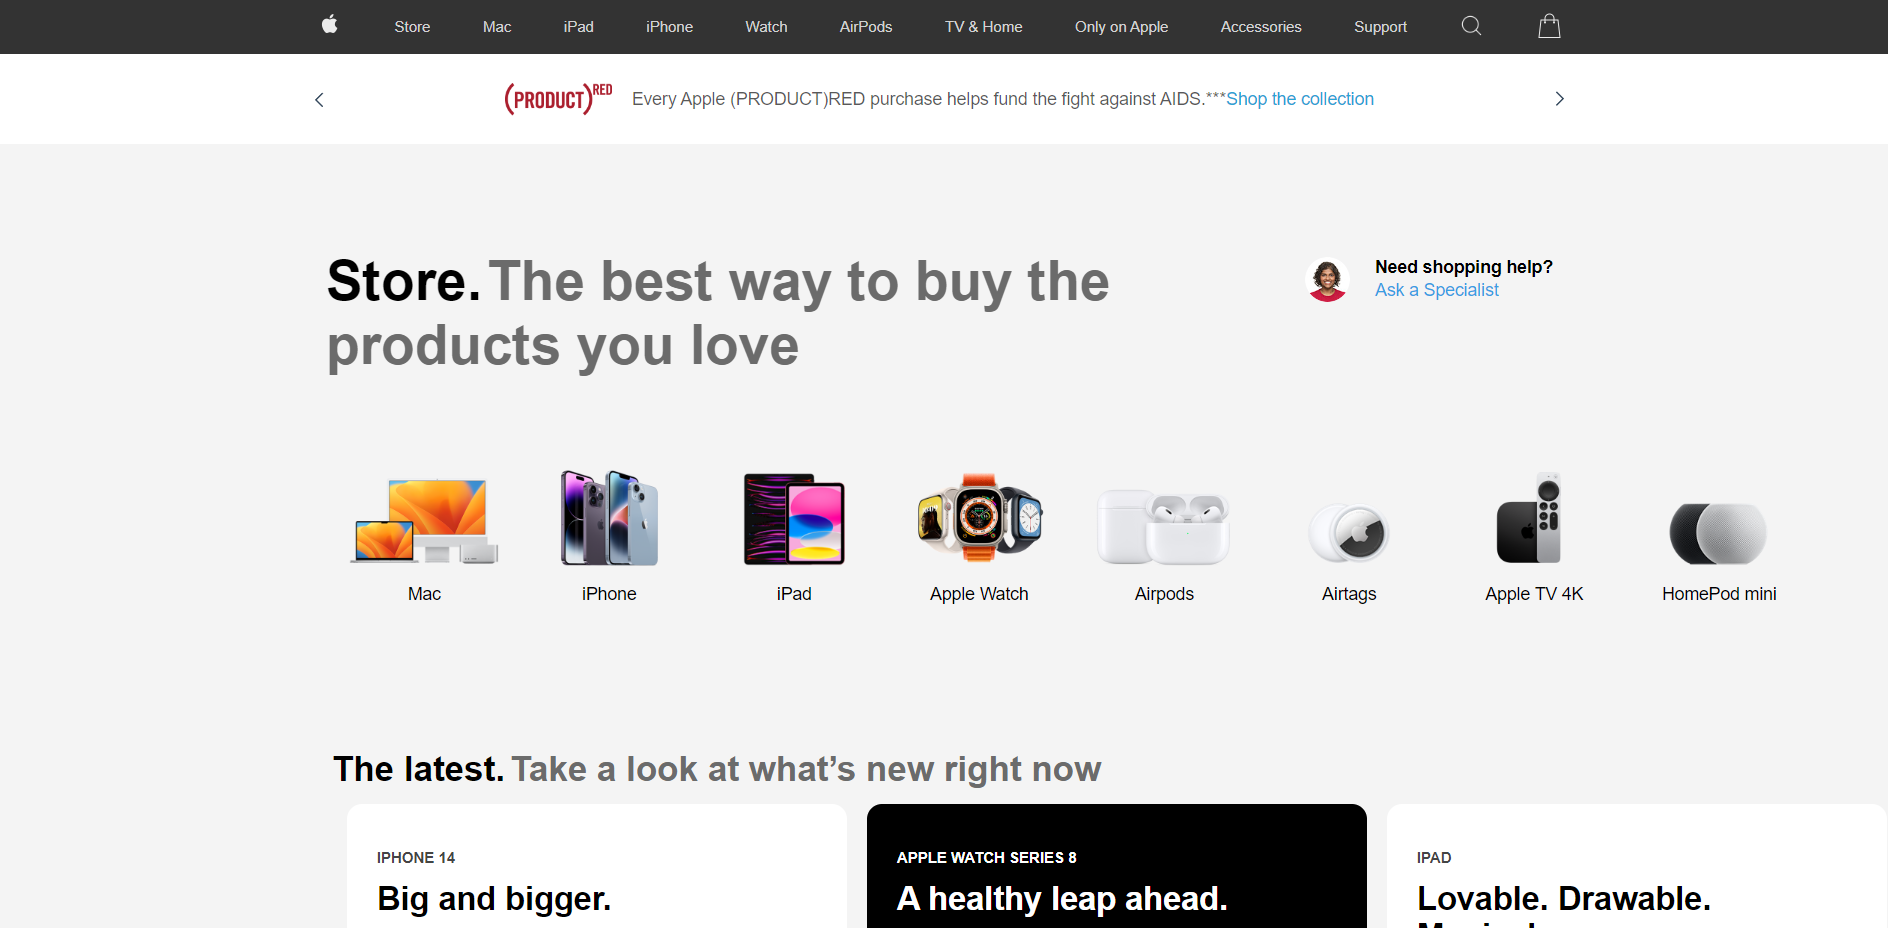 Store Mac iPad iPhone Watch AirPods TV & Home Only on Apple Accessories Support
(PRODUCT)RED Every Apple (PRODUCT)RED purchase helps fund the fight against AIDS.***Shop the collection
Store. The best way to buy the
products you love
Need shopping help?
Ask a Specialist
Mac iPhone iPad Apple Watch Airpods Airtags Apple TV 4K HomePod mini
The latest. Take a look at what’s new right now
IPHONE 14
Big and bigger.
APPLE WATCH SERIES 8
A healthy leap ahead.
IPAD
Lovable. Drawable.